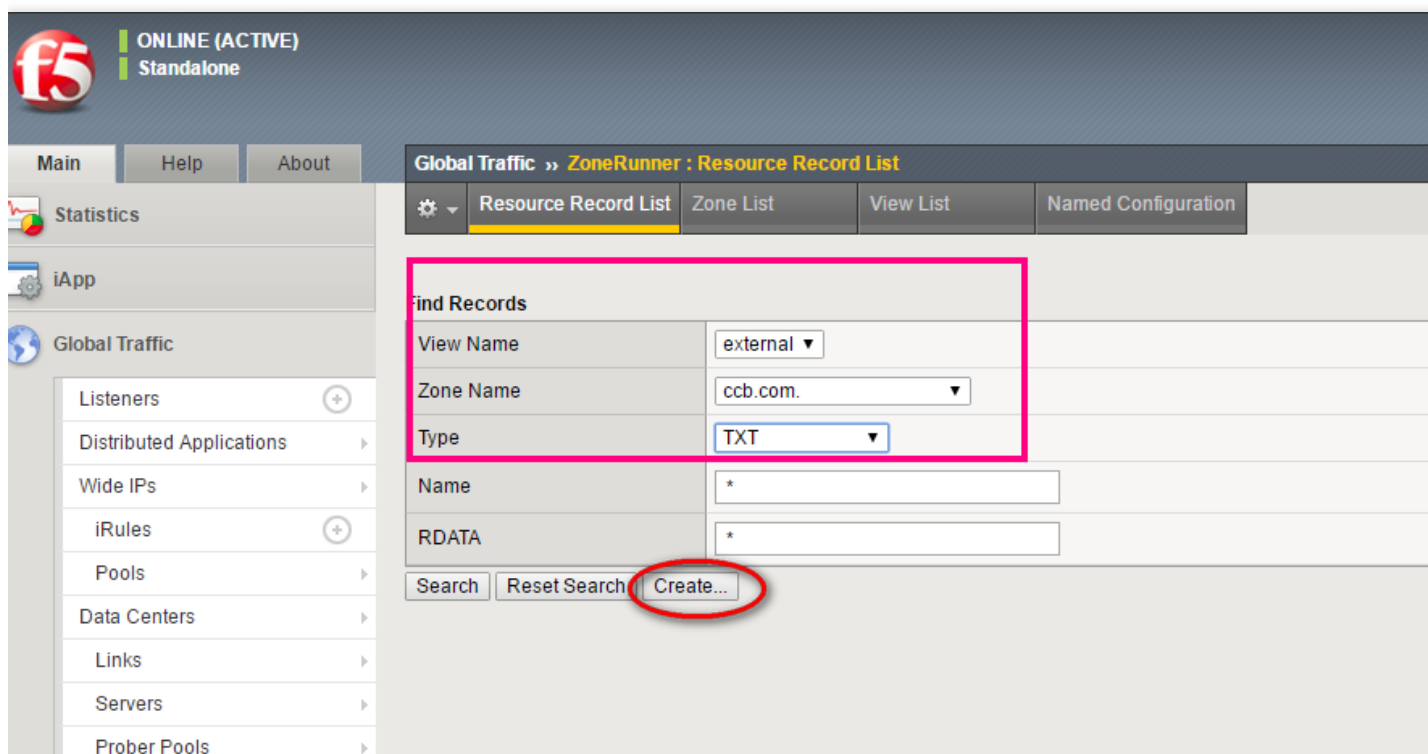 f5
ONLINE (ACTIVE)
Standalone
Main Help About
Statistics
iApp
Global Traffic
Listeners
Distributed Applications
Wide IPs
iRules
Pools
Data Centers
Links
Servers
Prober Pools
Global Traffic ›› ZoneRunner : Resource Record List
Resource Record List Zone List View List Named Configuration
Find Records
View Name external
Zone Name ccb.com.
Type TXT
Name *
RDATA *
Search Reset Search Create...